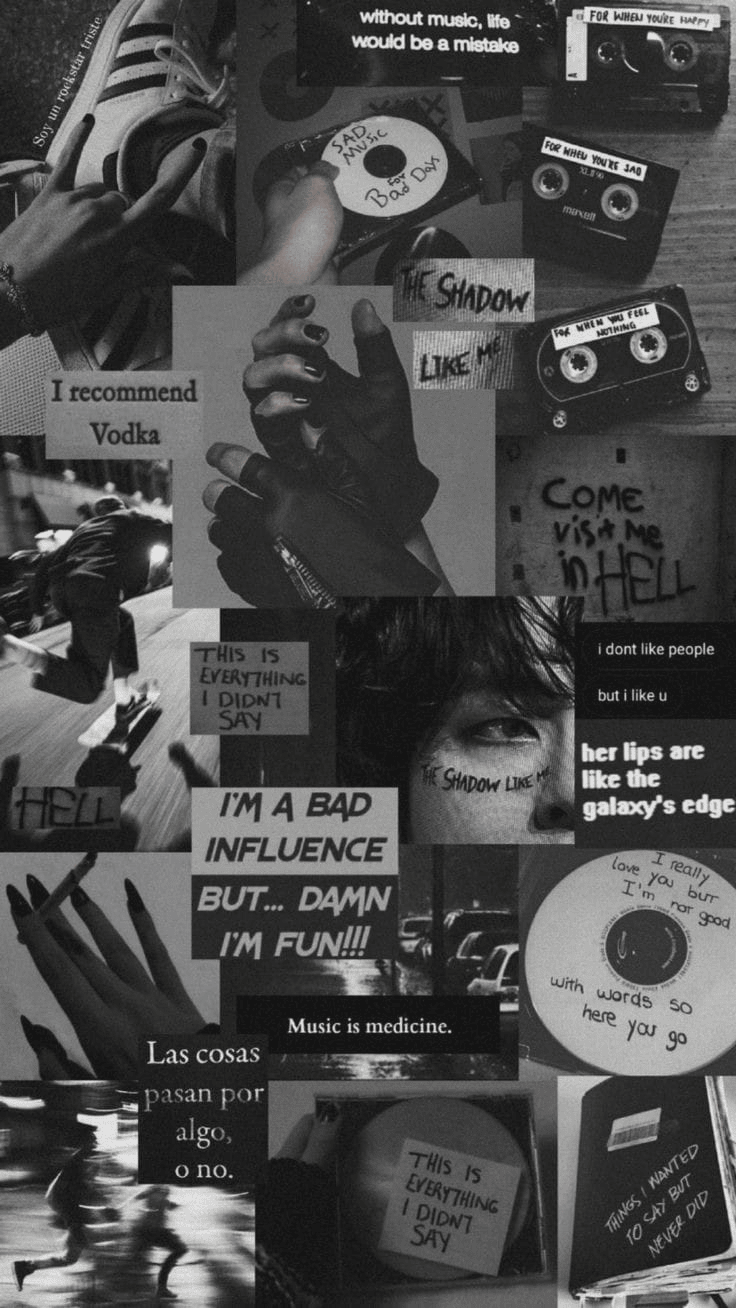 Soy un rockstar triste
without music, life
would be a mistake
FOR WHEN YOU'RE HAPPY
A
SAD
MUSIC
FOR
Bad Days
FOR WHEN YOU'RE SAD
XLII 90
maxell
THE SHADOW
LIKE ME
FOR WHEN YOU FEEL
NOTHING
I recommend
Vodka
COME
visit me
in HELL
THIS IS
EVERYTHING
I DIDN'T
SAY
i dont like people
but i like u
THE SHADOW LIKE ME
her lips are
like the
galaxy's edge
HELL
I'M A BAD
INFLUENCE
BUT... DAMN
I'M FUN!!!
I really
love you but
I'm not good
with words so
here you go
Music is medicine.
Las cosas
pasan por
algo,
o no.
THIS IS
EVERYTHING
I DIDN'T
SAY
THINGS I WANTED
TO SAY BUT
NEVER DID